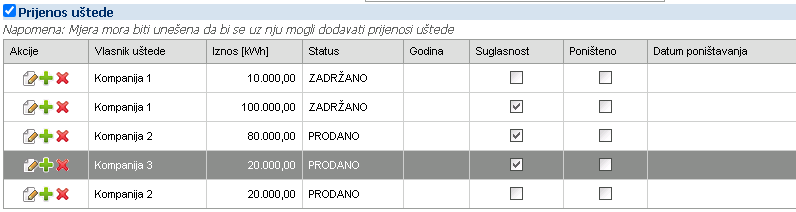 Prijenos uštede
Napomena: Mjera mora biti unešena da bi se uz nju mogli dodavati prijenosi uštede
Akcije Vlasnik uštede Iznos [kWh] Status Godina Suglasnost Poništeno Datum poništavanja
Kompanija 1 10.000,00 ZADRŽANO
Kompanija 1 100.000,00 ZADRŽANO
Kompanija 2 80.000,00 PRODANO
Kompanija 3 20.000,00 PRODANO
Kompanija 2 20.000,00 PRODANO